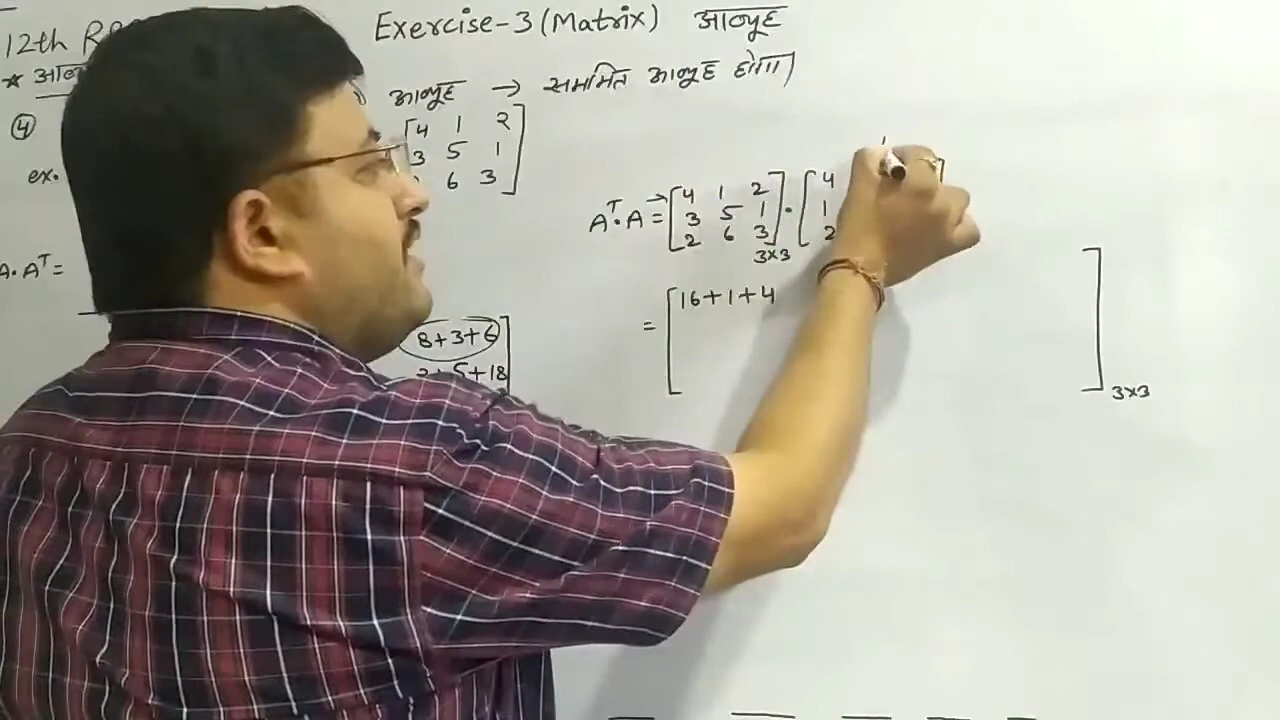 12th Exercise-3 (Matrix) आव्यूह
* आव्यूह → सममित आव्यूह होगा
④ [4 1 2
3 5 1
ex. 6 3]
Aᵀ·A = [4 1 2 3 5 1 2 6 3]3×3 · [4 1 2
A·Aᵀ =
= [16+1+4 ]3×3
8+3+6]
+5+18